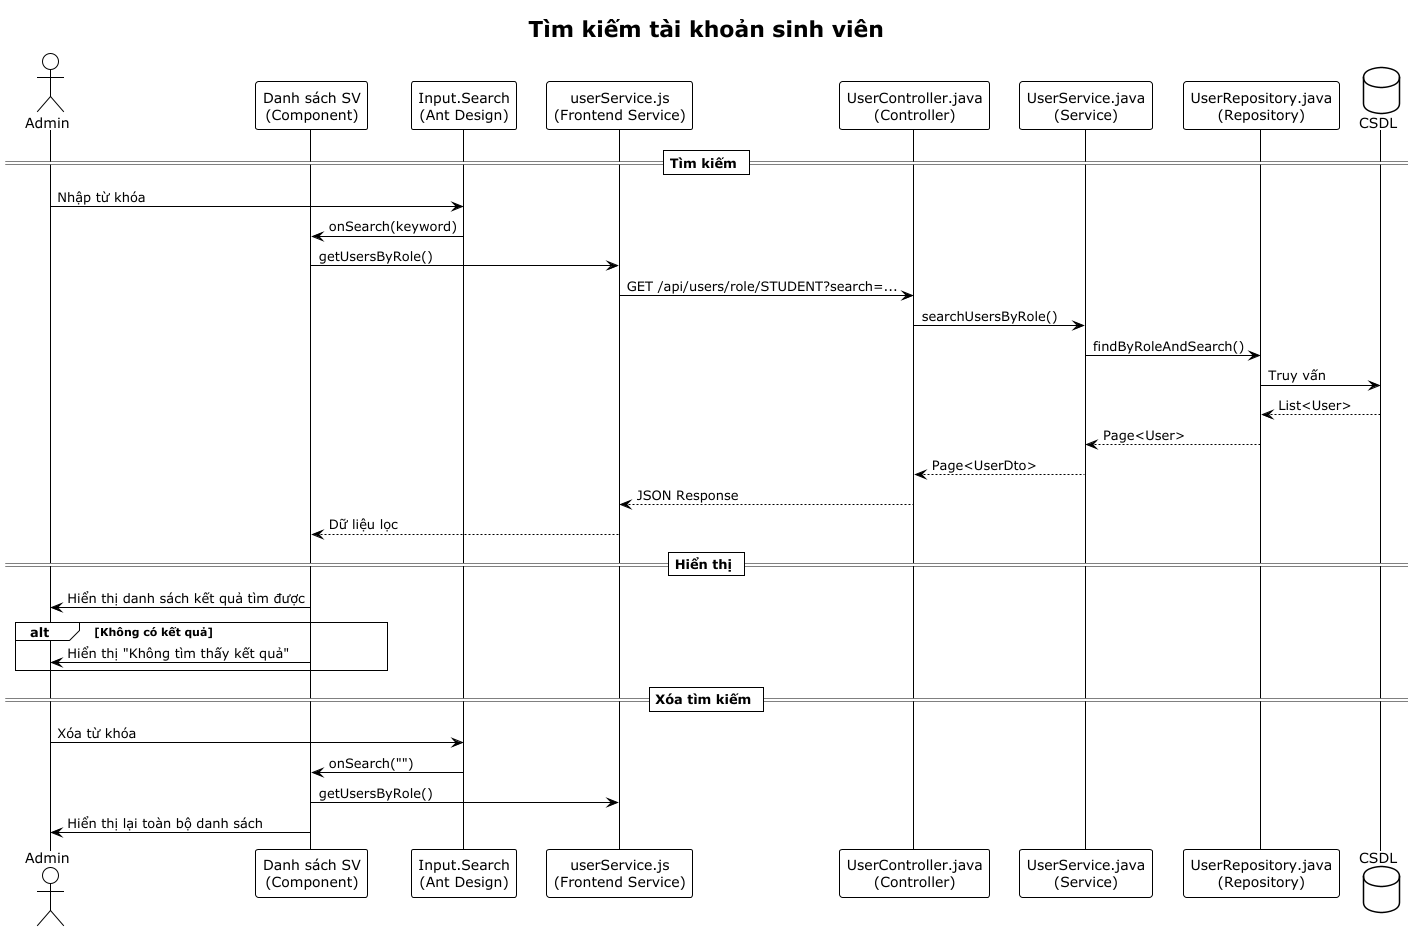 Tìm kiếm tài khoản sinh viên
Admin
Danh sách SV
(Component)
Input.Search
(Ant Design)
userService.js
(Frontend Service)
UserController.java
(Controller)
UserService.java
(Service)
UserRepository.java
(Repository)
CSDL
Tìm kiếm
Nhập từ khóa
onSearch(keyword)
getUsersByRole()
GET /api/users/role/STUDENT?search=...
searchUsersByRole()
findByRoleAndSearch()
Truy vấn
List<User>
Page<User>
Page<UserDto>
JSON Response
Dữ liệu lọc
Hiển thị
Hiển thị danh sách kết quả tìm được
alt [Không có kết quả]
Hiển thị "Không tìm thấy kết quả"
Xóa tìm kiếm
Xóa từ khóa
onSearch("")
getUsersByRole()
Hiển thị lại toàn bộ danh sách
Admin
Danh sách SV
(Component)
Input.Search
(Ant Design)
userService.js
(Frontend Service)
UserController.java
(Controller)
UserService.java
(Service)
UserRepository.java
(Repository)
CSDL